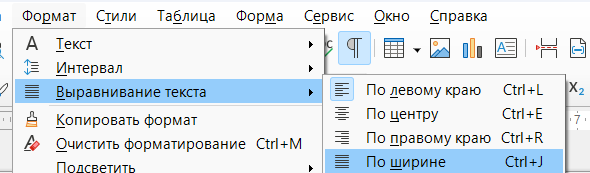 Формат Стили Таблица Форма Сервис Окно Справка
Текст
Интервал
Выравнивание текста
По левому краю Ctrl+L
По центру Ctrl+E
Копировать формат
По правому краю Ctrl+R
Очистить форматирование Ctrl+M
По ширине Ctrl+J
Подсветить
7